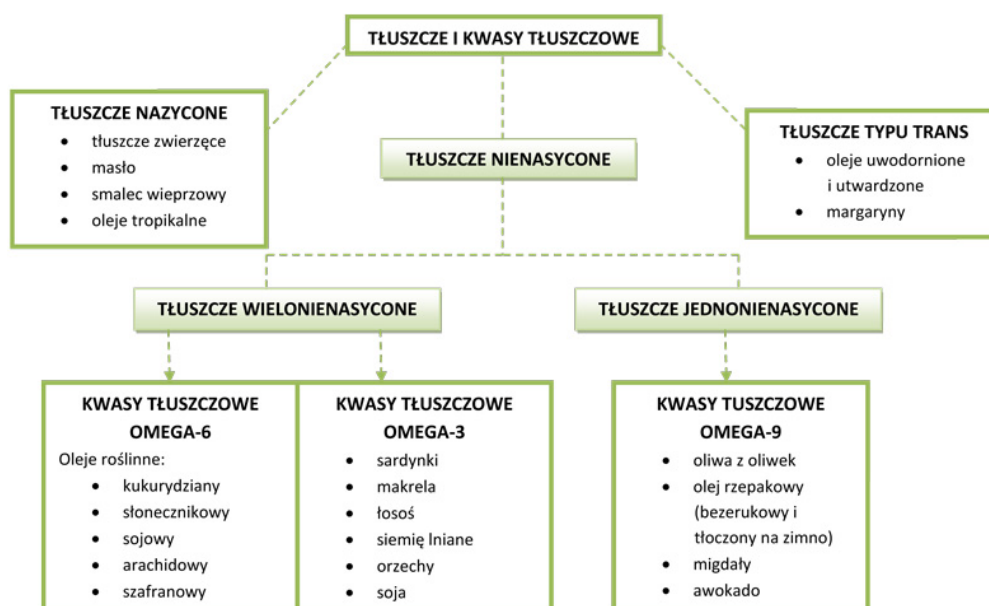 TŁUSZCZE I KWASY TŁUSZCZOWE
TŁUSZCZE NAZYCONE
• tłuszcze zwierzęce
• masło
• smalec wieprzowy
• oleje tropikalne
TŁUSZCZE NIENASYCONE
TŁUSZCZE TYPU TRANS
• oleje uwodornione
i utwardzone
• margaryny
TŁUSZCZE WIELONIENASYCONE
TŁUSZCZE JEDNONIENASYCONE
KWASY TŁUSZCZOWE
OMEGA-6
Oleje roślinne:
• kukurydziany
• słonecznikowy
• sojowy
• arachidowy
• szafranowy
KWASY TŁUSZCZOWE
OMEGA-3
• sardynki
• makrela
• łosoś
• siemię lniane
• orzechy
• soja
KWASY TUSZCZOWE
OMEGA-9
• oliwa z oliwek
• olej rzepakowy
(bezerukowy i
tłoczony na zimno)
• migdały
• awokado